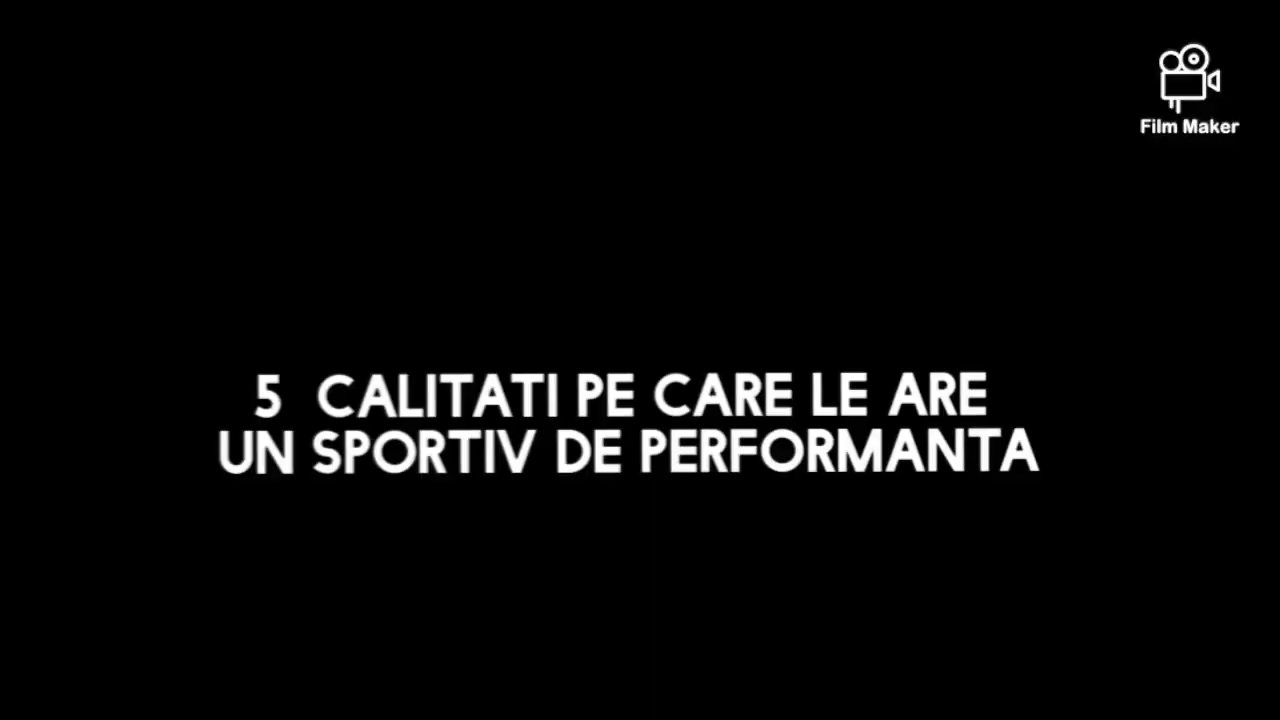 Film Maker
5 CALITATI PE CARE LE ARE
UN SPORTIV DE PERFORMANTA